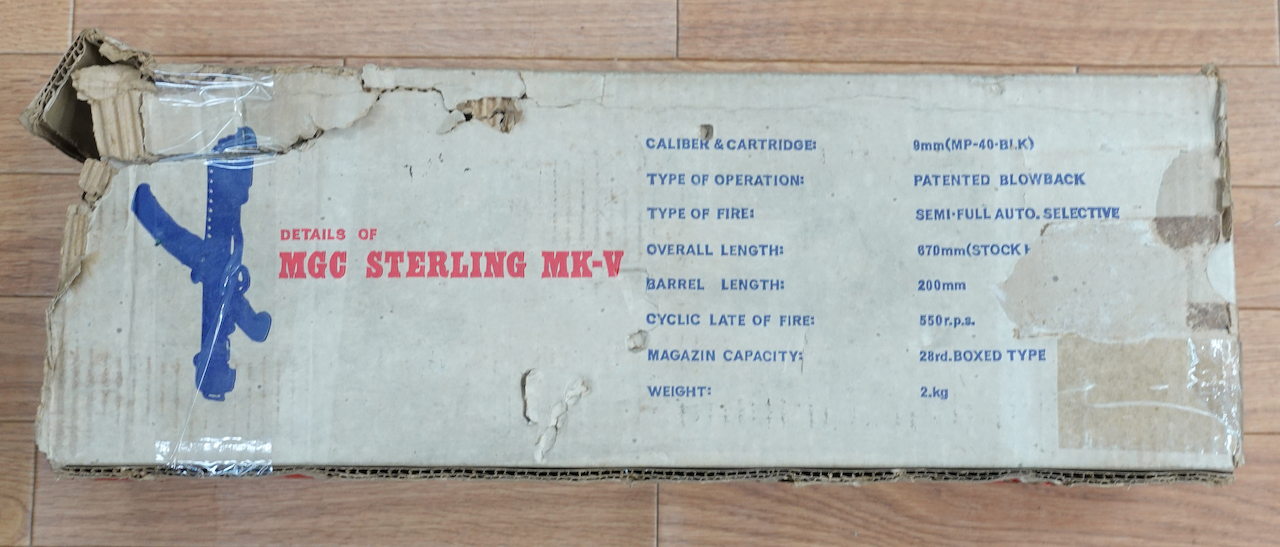 DETAILS OF
MGC STERLING MK-V
CALIBER & CARTRIDGE: 9mm(MP-40-BLK)
TYPE OF OPERATION: PATENTED BLOWBACK
TYPE OF FIRE: SEMI-FULL AUTO. SELECTIVE
OVERALL LENGTH: 670mm(STOCK
BARREL LENGTH: 200mm
CYCLIC LATE OF FIRE: 550r.p.s.
MAGAZIN CAPACITY: 28rd.BOXED TYPE
WEIGHT: 2.kg